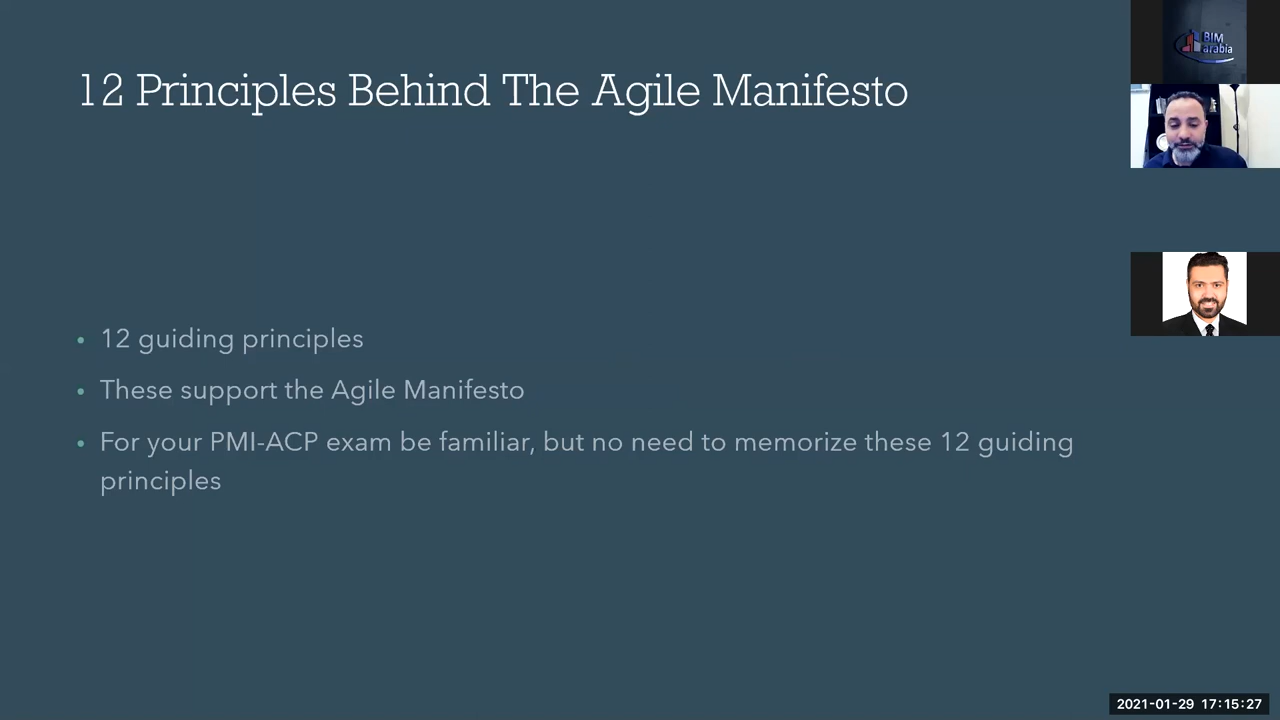 12 Principles Behind The Agile Manifesto
BIM
arabia
• 12 guiding principles
• These support the Agile Manifesto
• For your PMI-ACP exam be familiar, but no need to memorize these 12 guiding
principles
2021-01-29 17:15:27